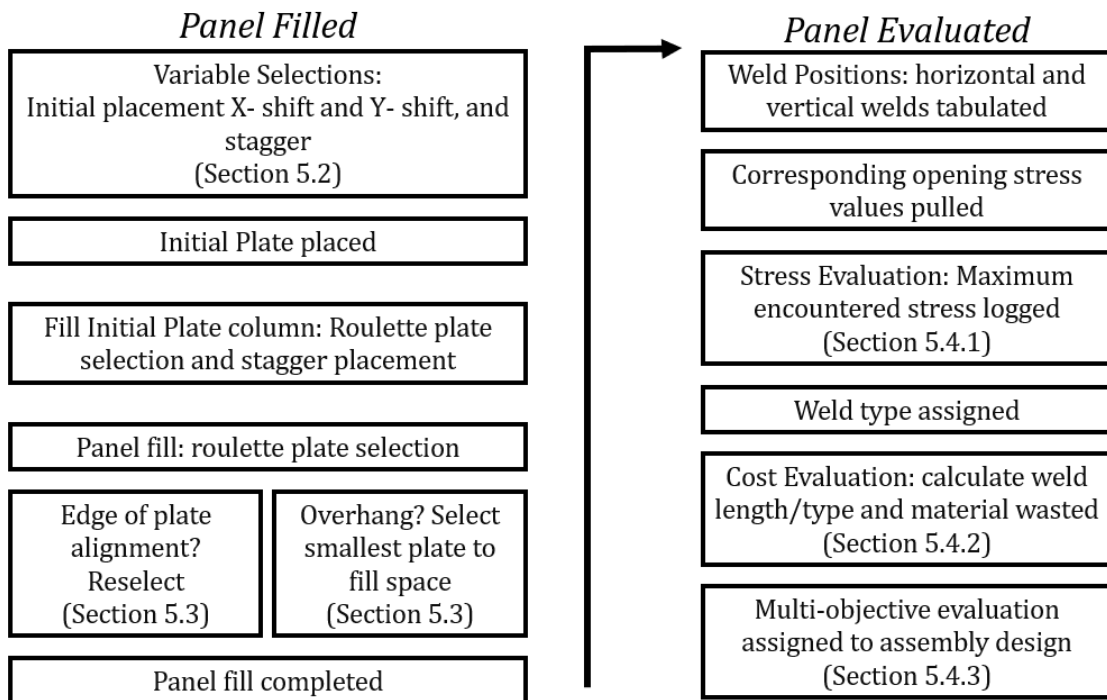 Panel Filled
Variable Selections:
Initial placement X- shift and Y- shift, and
stagger
(Section 5.2)
Initial Plate placed
Fill Initial Plate column: Roulette plate
selection and stagger placement
Panel fill: roulette plate selection
Edge of plate
alignment?
Reselect
(Section 5.3)
Overhang? Select
smallest plate to
fill space
(Section 5.3)
Panel fill completed
Panel Evaluated
Weld Positions: horizontal and
vertical welds tabulated
Corresponding opening stress
values pulled
Stress Evaluation: Maximum
encountered stress logged
(Section 5.4.1)
Weld type assigned
Cost Evaluation: calculate weld
length/type and material wasted
(Section 5.4.2)
Multi-objective evaluation
assigned to assembly design
(Section 5.4.3)